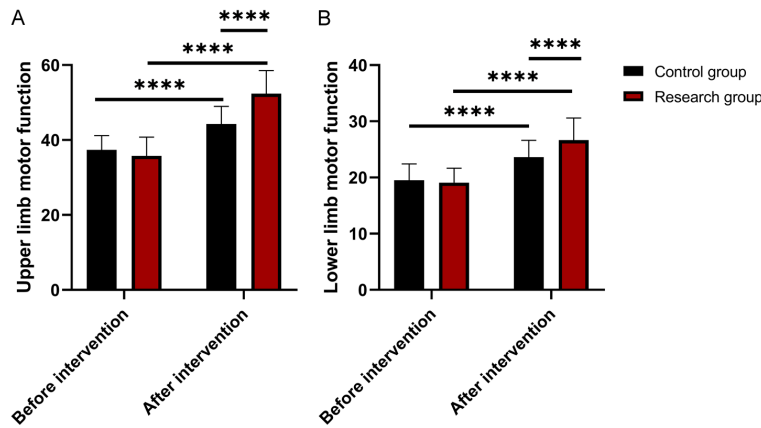 A
Upper limb motor function
60
40
20
0
****
****
****
Before intervention
After intervention
B
Lower limb motor function
40
30
20
10
0
****
****
****
Before intervention
After intervention
Control group
Research group